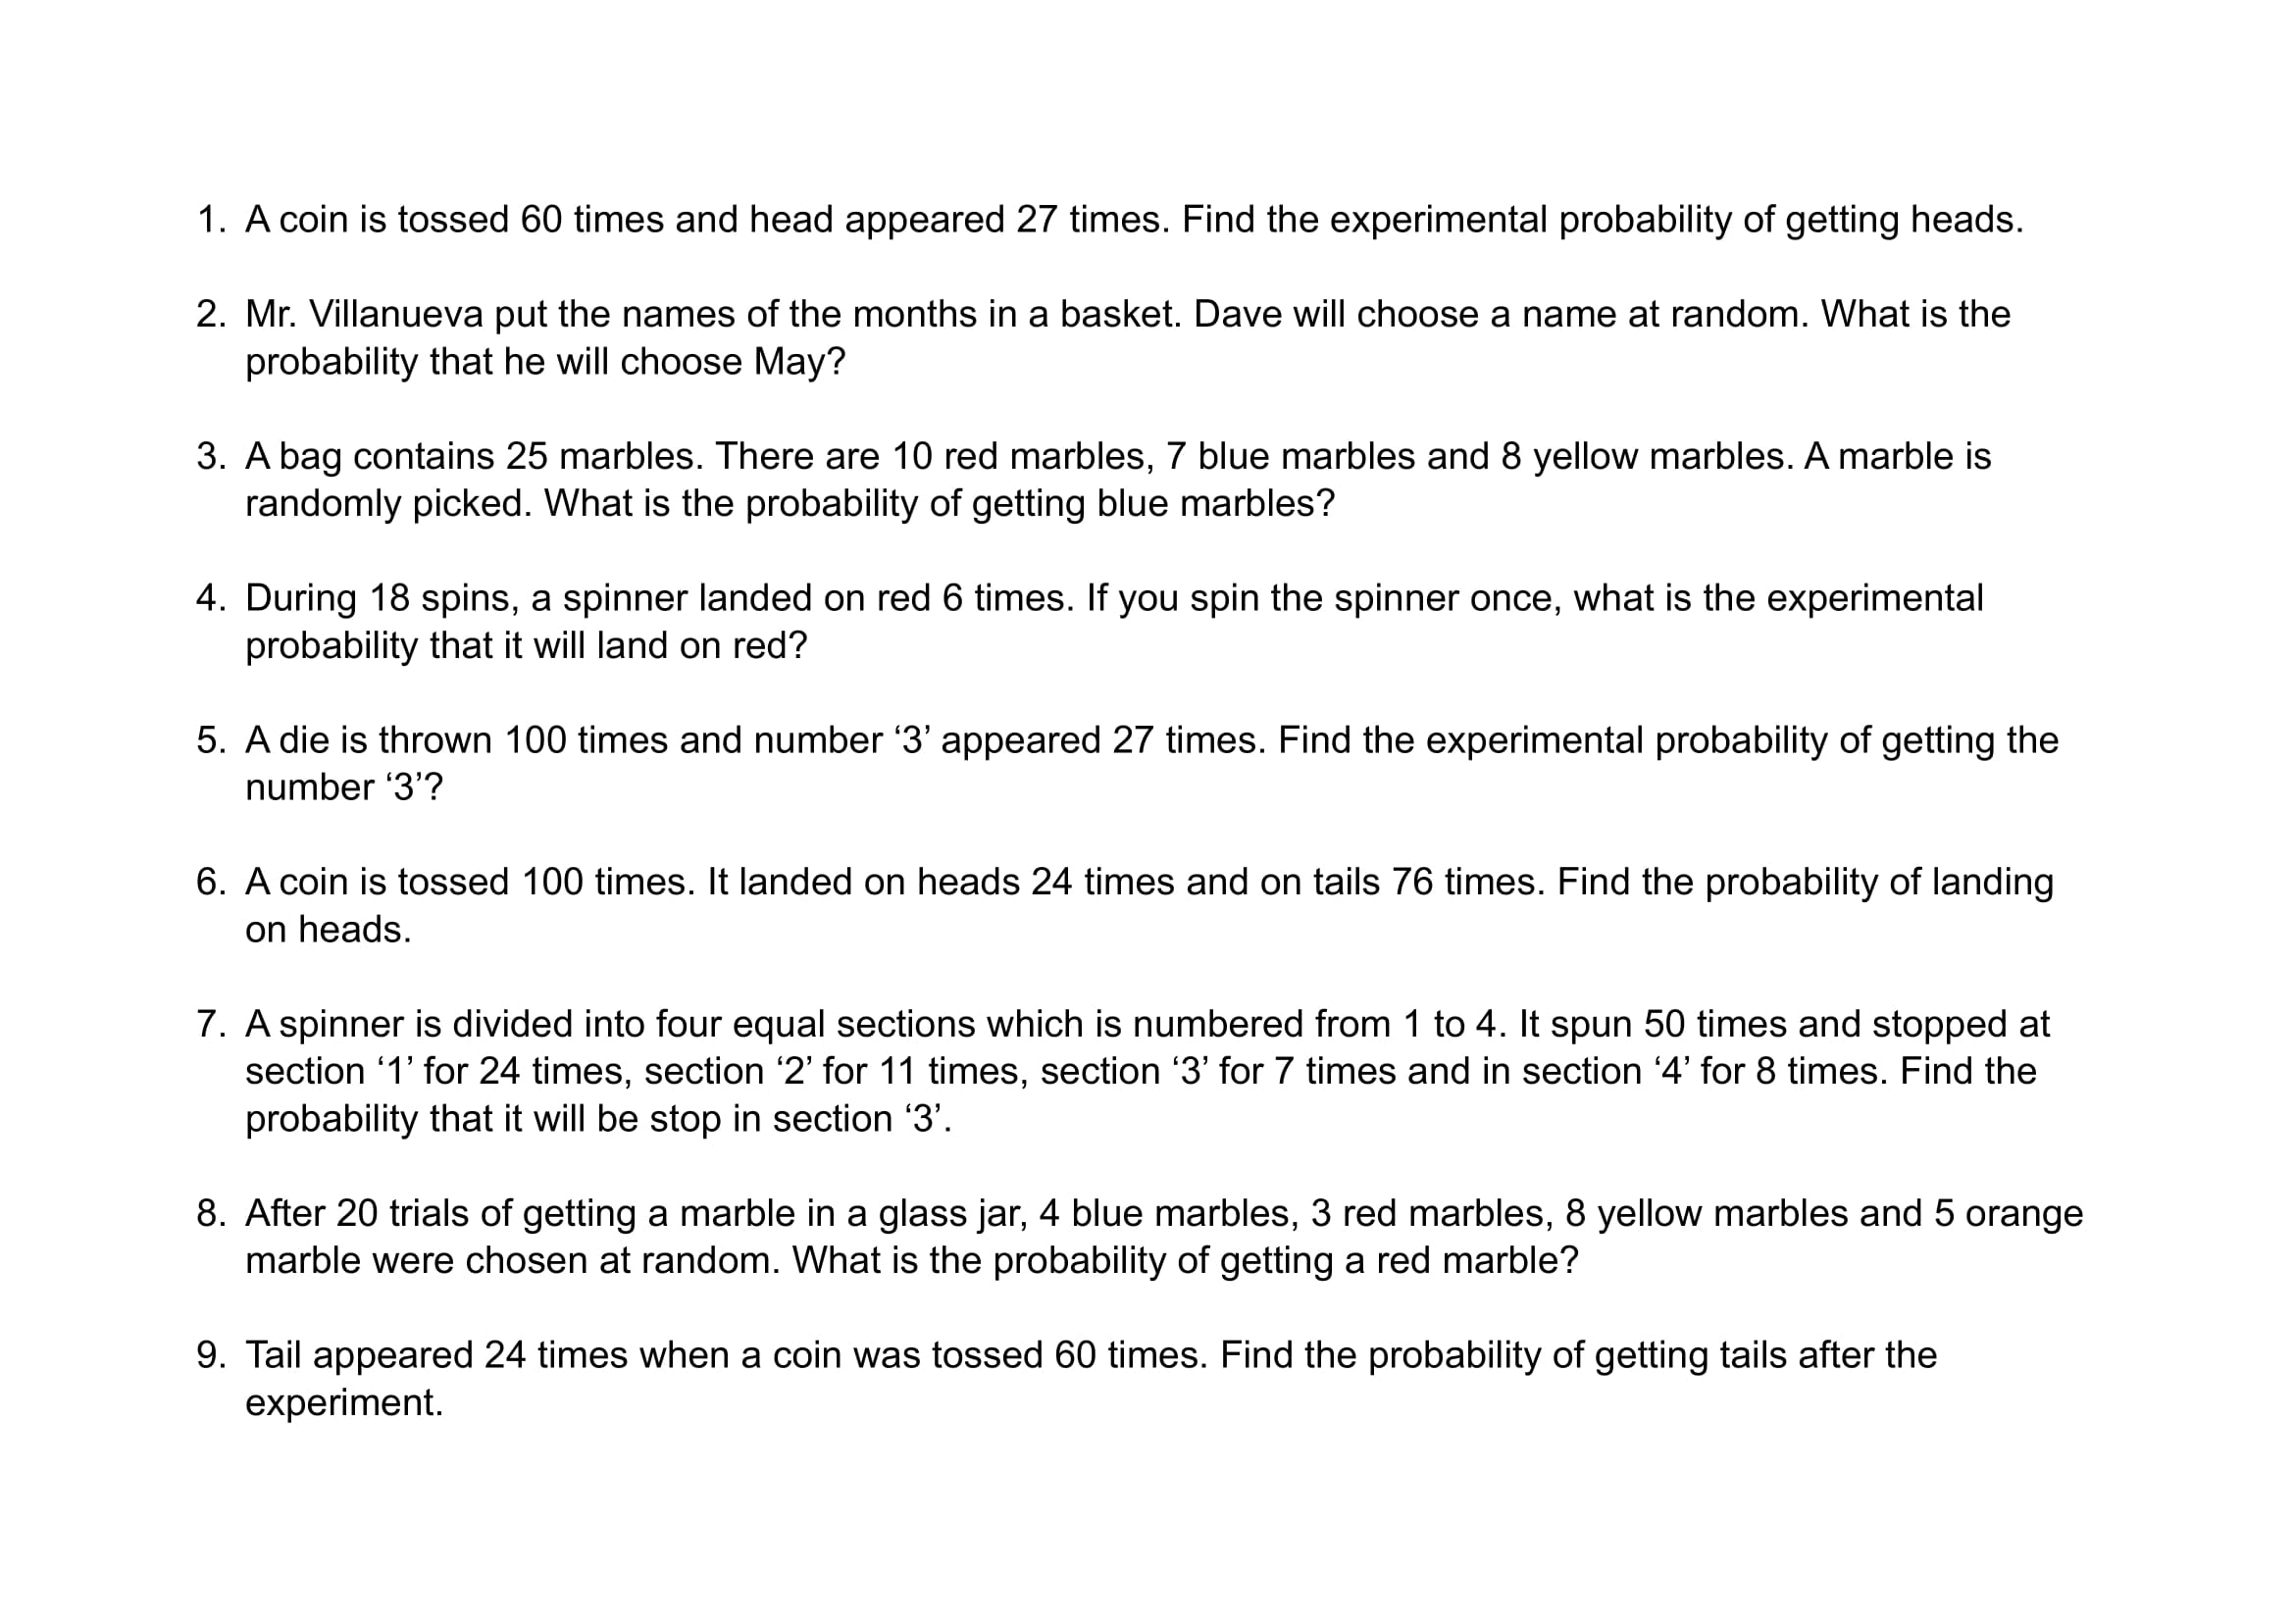 1. A coin is tossed 60 times and head appeared 27 times. Find the experimental probability of getting heads.
2. Mr. Villanueva put the names of the months in a basket. Dave will choose a name at random. What is the
probability that he will choose May?
3. A bag contains 25 marbles. There are 10 red marbles, 7 blue marbles and 8 yellow marbles. A marble is
randomly picked. What is the probability of getting blue marbles?
4. During 18 spins, a spinner landed on red 6 times. If you spin the spinner once, what is the experimental
probability that it will land on red?
5. A die is thrown 100 times and number ‘3’ appeared 27 times. Find the experimental probability of getting the
number ‘3’?
6. A coin is tossed 100 times. It landed on heads 24 times and on tails 76 times. Find the probability of landing
on heads.
7. A spinner is divided into four equal sections which is numbered from 1 to 4. It spun 50 times and stopped at
section ‘1’ for 24 times, section ‘2’ for 11 times, section ‘3’ for 7 times and in section ‘4’ for 8 times. Find the
probability that it will be stop in section ‘3’.
8. After 20 trials of getting a marble in a glass jar, 4 blue marbles, 3 red marbles, 8 yellow marbles and 5 orange
marble were chosen at random. What is the probability of getting a red marble?
9. Tail appeared 24 times when a coin was tossed 60 times. Find the probability of getting tails after the
experiment.